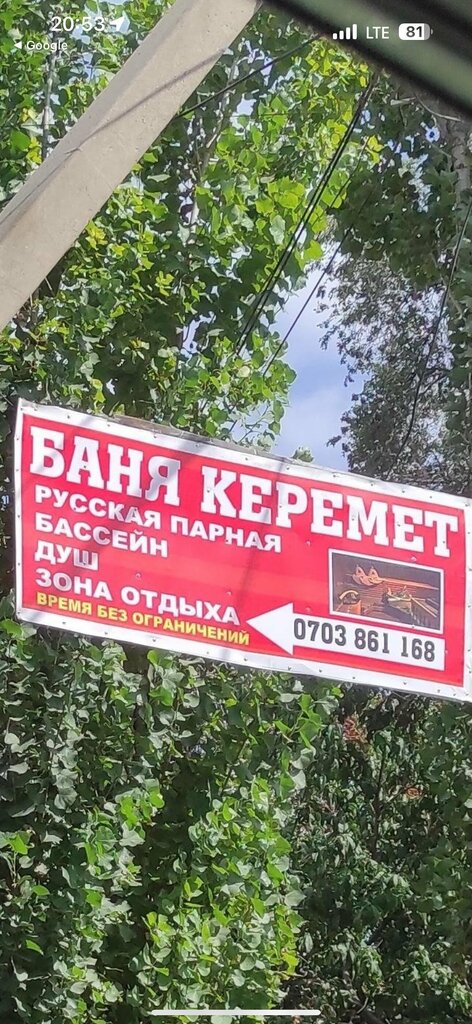 20:53
LTE 81
◀ Google
БАНЯ КЕРЕМЕТ
РУССКАЯ ПАРНАЯ
БАССЕЙН
ДУШ
ЗОНА ОТДЫХА
ВРЕМЯ БЕЗ ОГРАНИЧЕНИЙ
0703 861 168